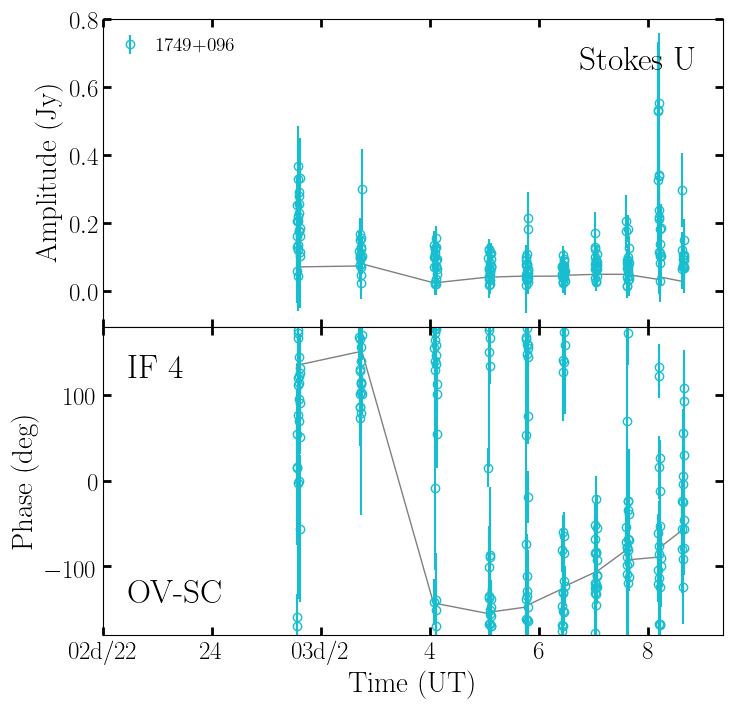 0.8
1749+096
Stokes U
0.6
0.4
0.2
0.0
Amplitude (Jy)
IF 4
100
0
−100
Phase (deg)
OV-SC
02d/22 24 03d/2 4 6 8
Time (UT)